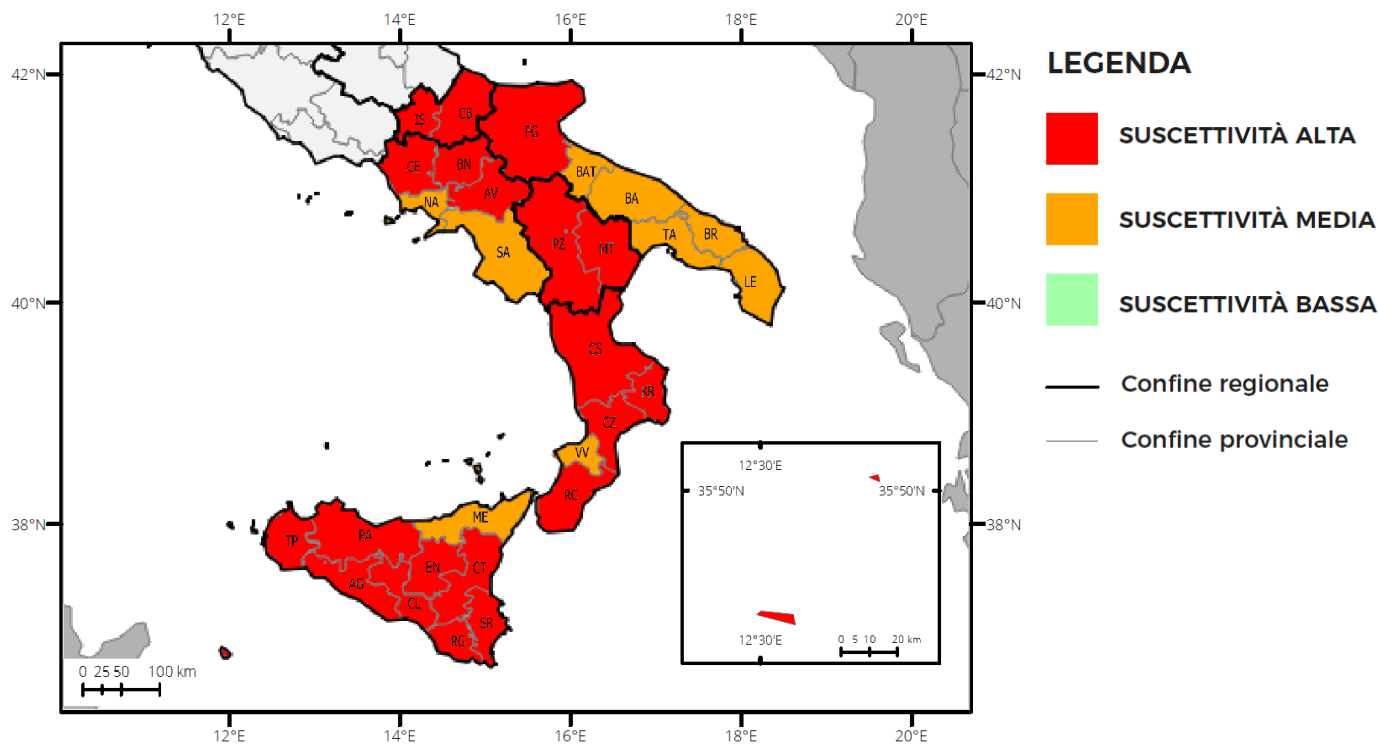 12°E 14°E 16°E 18°E 20°E
42°N 42°N
40°N 40°N
38°N 38°N
IS CB FG
CE BN AV
BAT
NA BA
SA PZ MT TA BR
LE
CS
KR
CZ
VV
RC
ME
TP PA
AG EN CT
CL SR
RG
12°30'E
35°50'N 35°50'N
12°30'E
0 5 10 20 km
0 25 50 100 km
12°E 14°E 16°E 18°E 20°E
LEGENDA
SUSCETTIVITÀ ALTA
SUSCETTIVITÀ MEDIA
SUSCETTIVITÀ BASSA
Confine regionale
Confine provinciale